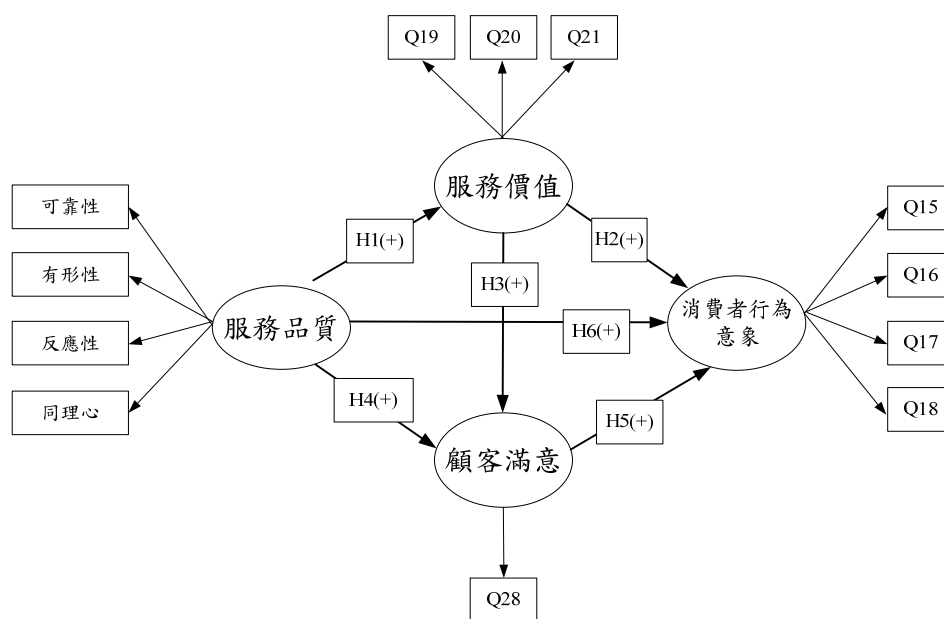 Q19
Q20
Q21
服務價值
可靠性
有形性
反應性
同理心
H1(+)
H2(+)
H3(+)
服務品質
H6(+)
消費者行為
意象
Q15
Q16
Q17
Q18
H4(+)
H5(+)
顧客滿意
Q28